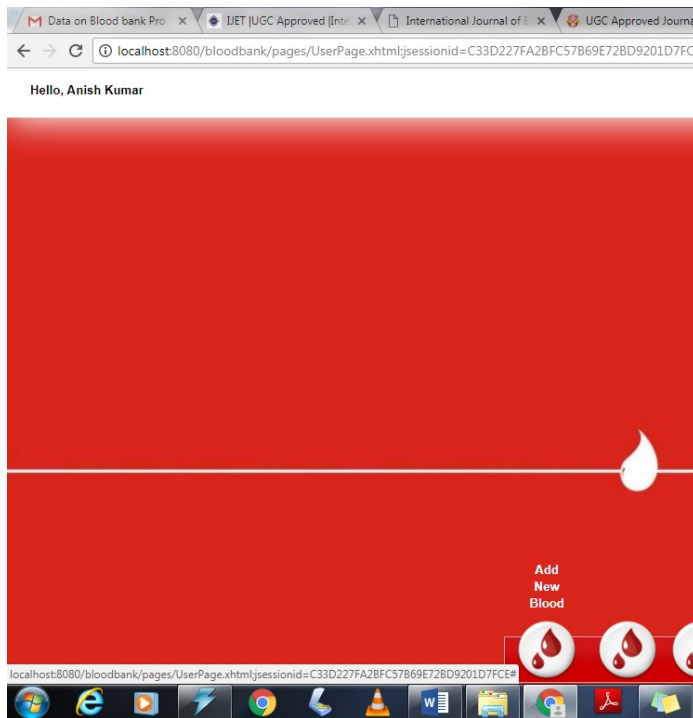 Data on Blood bank Pro
IJET |UGC Approved |Inte
International Journal of E
UGC Approved Journa
localhost:8080/bloodbank/pages/UserPage.xhtml;jsessionid=C33D227FA2BFC57B69E72BD9201D7FC
Hello, Anish Kumar
Add
New
Blood
localhost:8080/bloodbank/pages/UserPage.xhtml;jsessionid=C33D227FA2BFC57B69E72BD9201D7FCE#